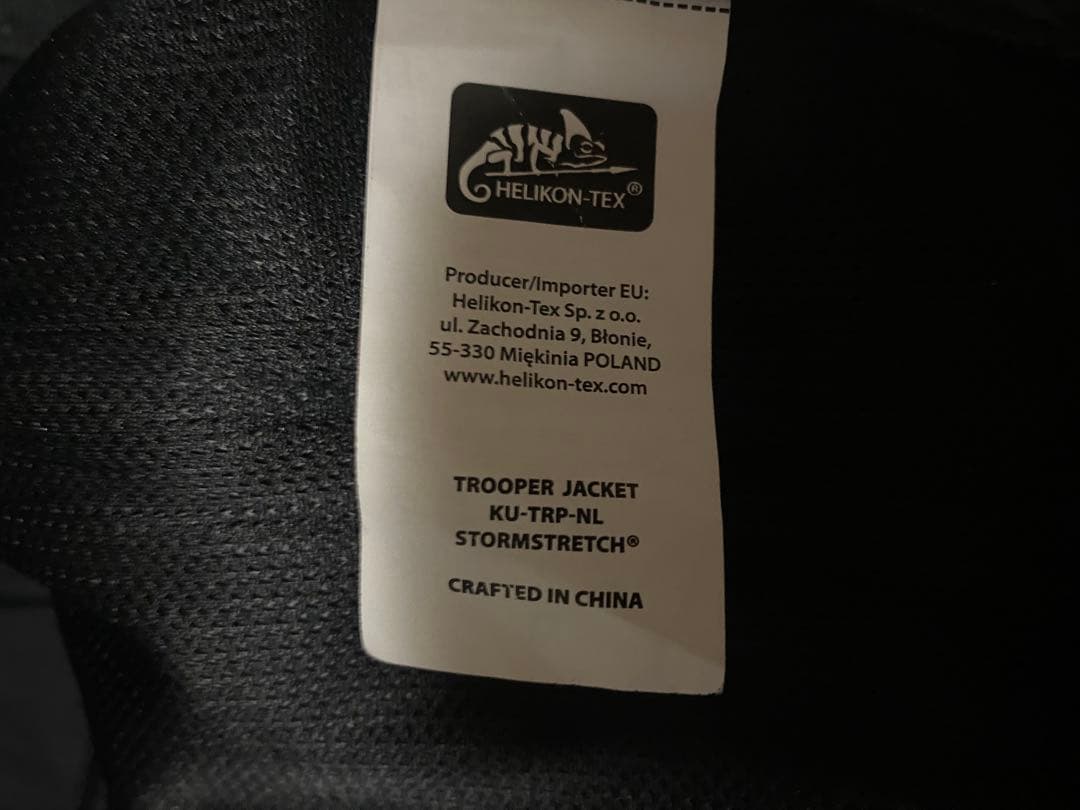 HELIKON-TEX®
Producer/Importer EU:
Helikon-Tex Sp. z o.o.
ul. Zachodnia 9, Błonie,
55-330 Miękinia POLAND
www.helikon-tex.com
TROOPER JACKET
KU-TRP-NL
STORMSTRETCH®
CRAFTED IN CHINA